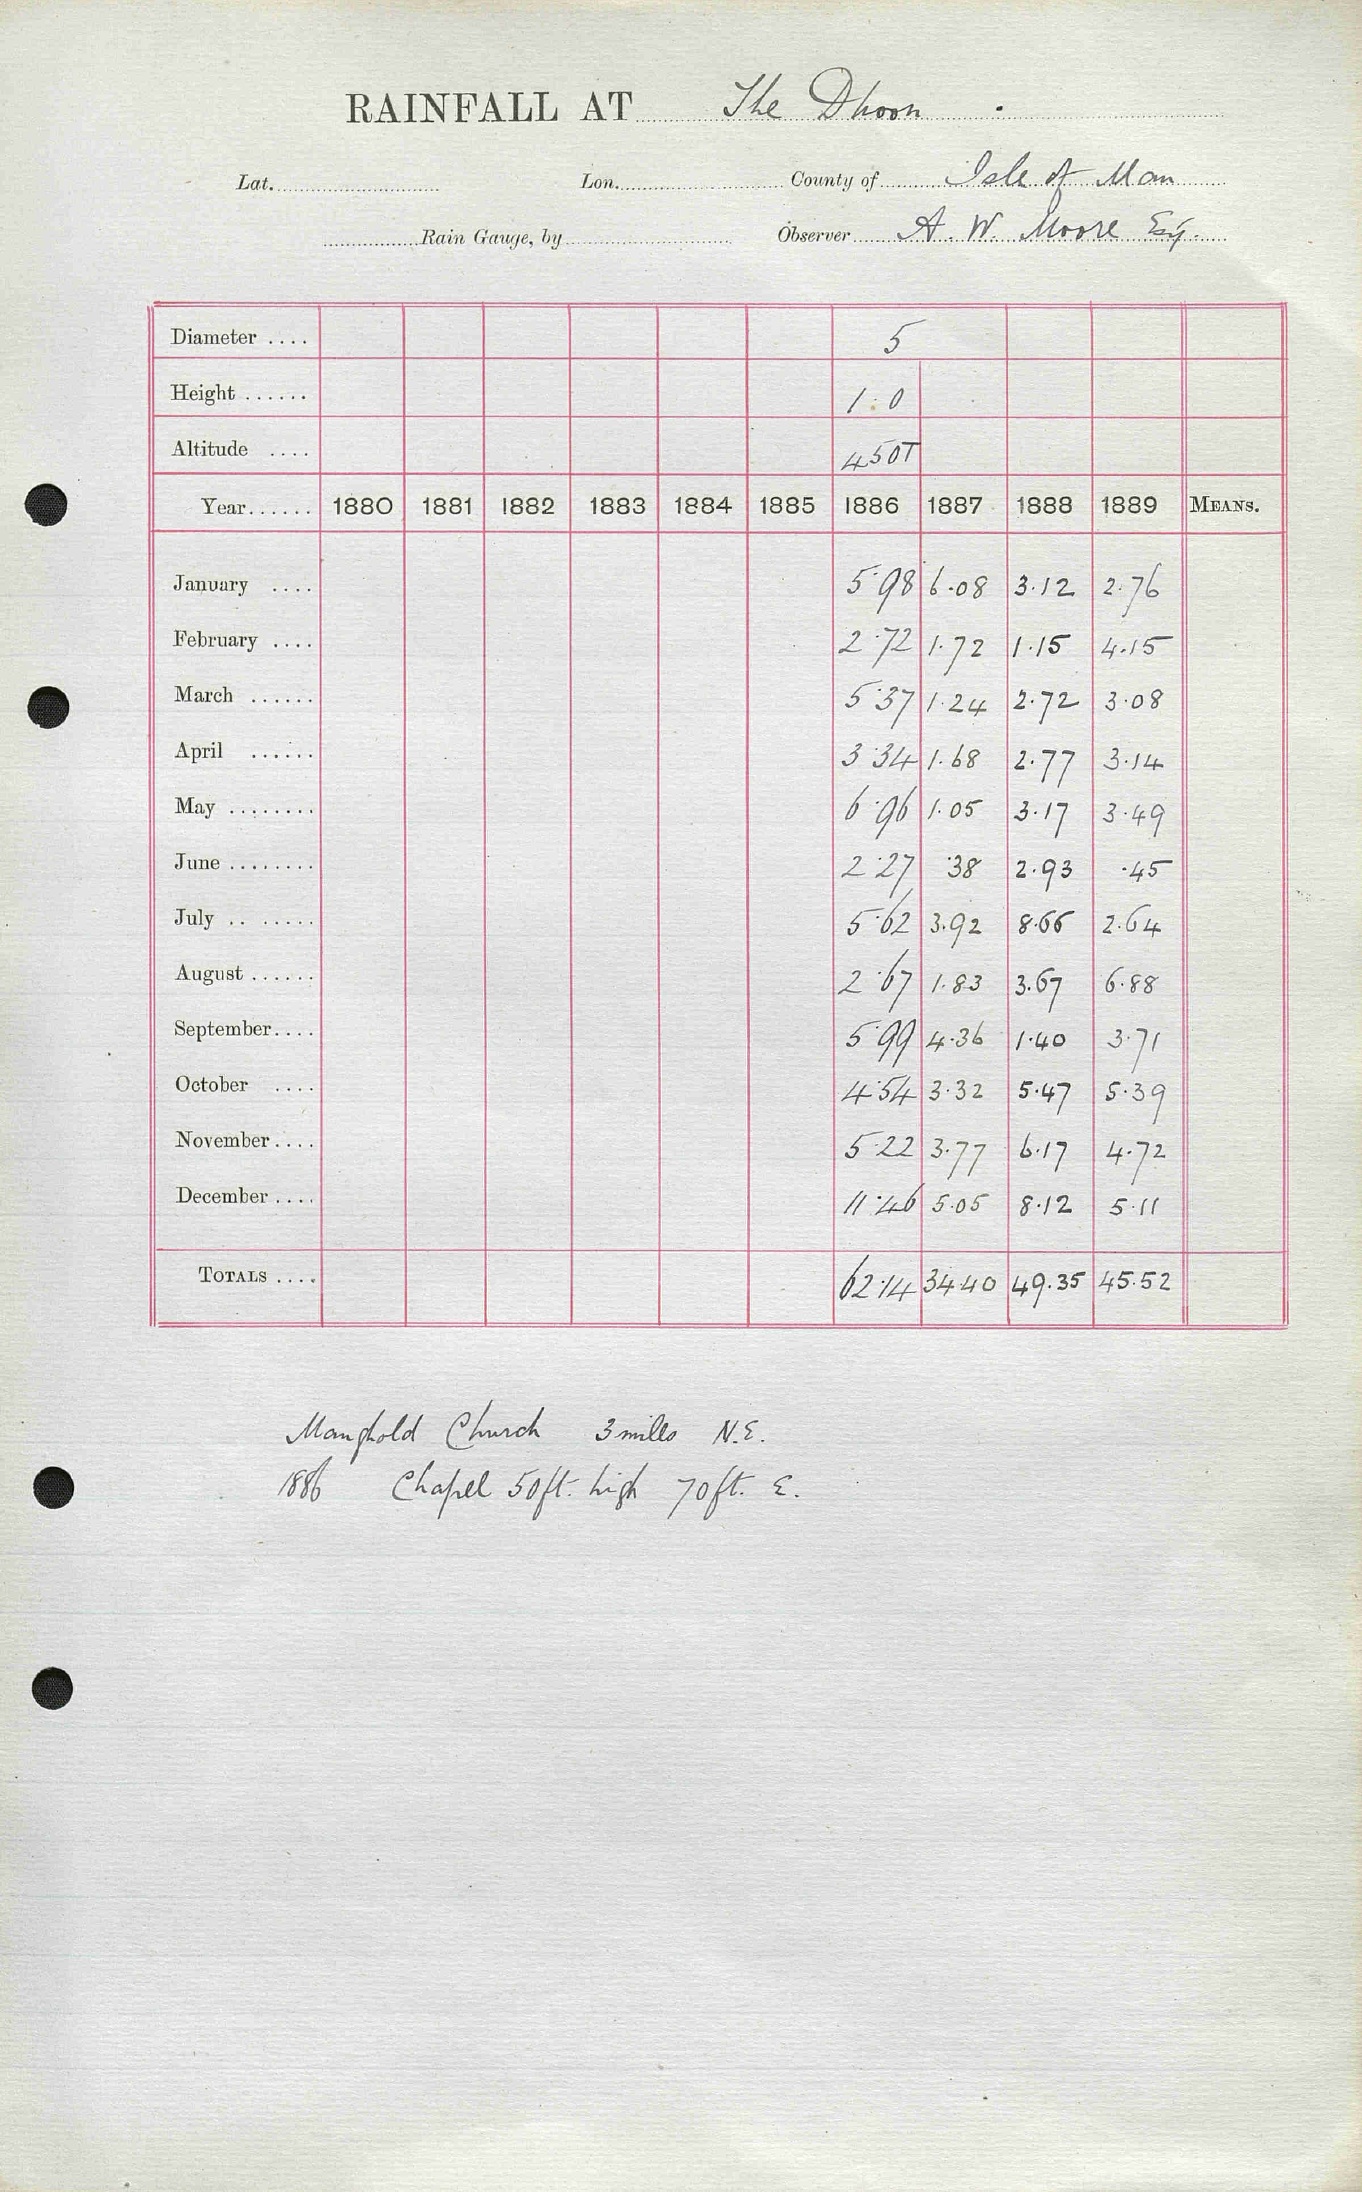 RAINFALL AT The Dhoon .
Lat. Lon. County of Isle of Man
Rain Gauge, by Observer A. W. Moore Esq.
Diameter .... 5
Height ...... 1.0
Altitude .... 450T
Year...... 1880 1881 1882 1883 1884 1885 1886 1887 1888 1889 MEANS.
January .... 5.98 6.08 3.12 2.76
February .... 2.72 1.72 1.15 4.15
March ...... 5.37 1.24 2.72 3.08
April ...... 3.34 1.68 2.77 3.14
May ........ 6.96 1.05 3.17 3.49
June ........ 2.27 .38 2.93 .45
July .. ...... 5.62 3.92 8.66 2.64
August ...... 2.67 1.83 3.67 6.88
September.... 5.99 4.36 1.40 3.71
October .... 4.54 3.32 5.47 5.39
November.... 5.22 3.77 6.17 4.72
December .... 11.46 5.05 8.12 5.11
TOTALS .... 62.14 34.40 49.35 45.52
Manghold Church 3 miles N.E.
1886 Chapel 50ft. high 70ft. E.